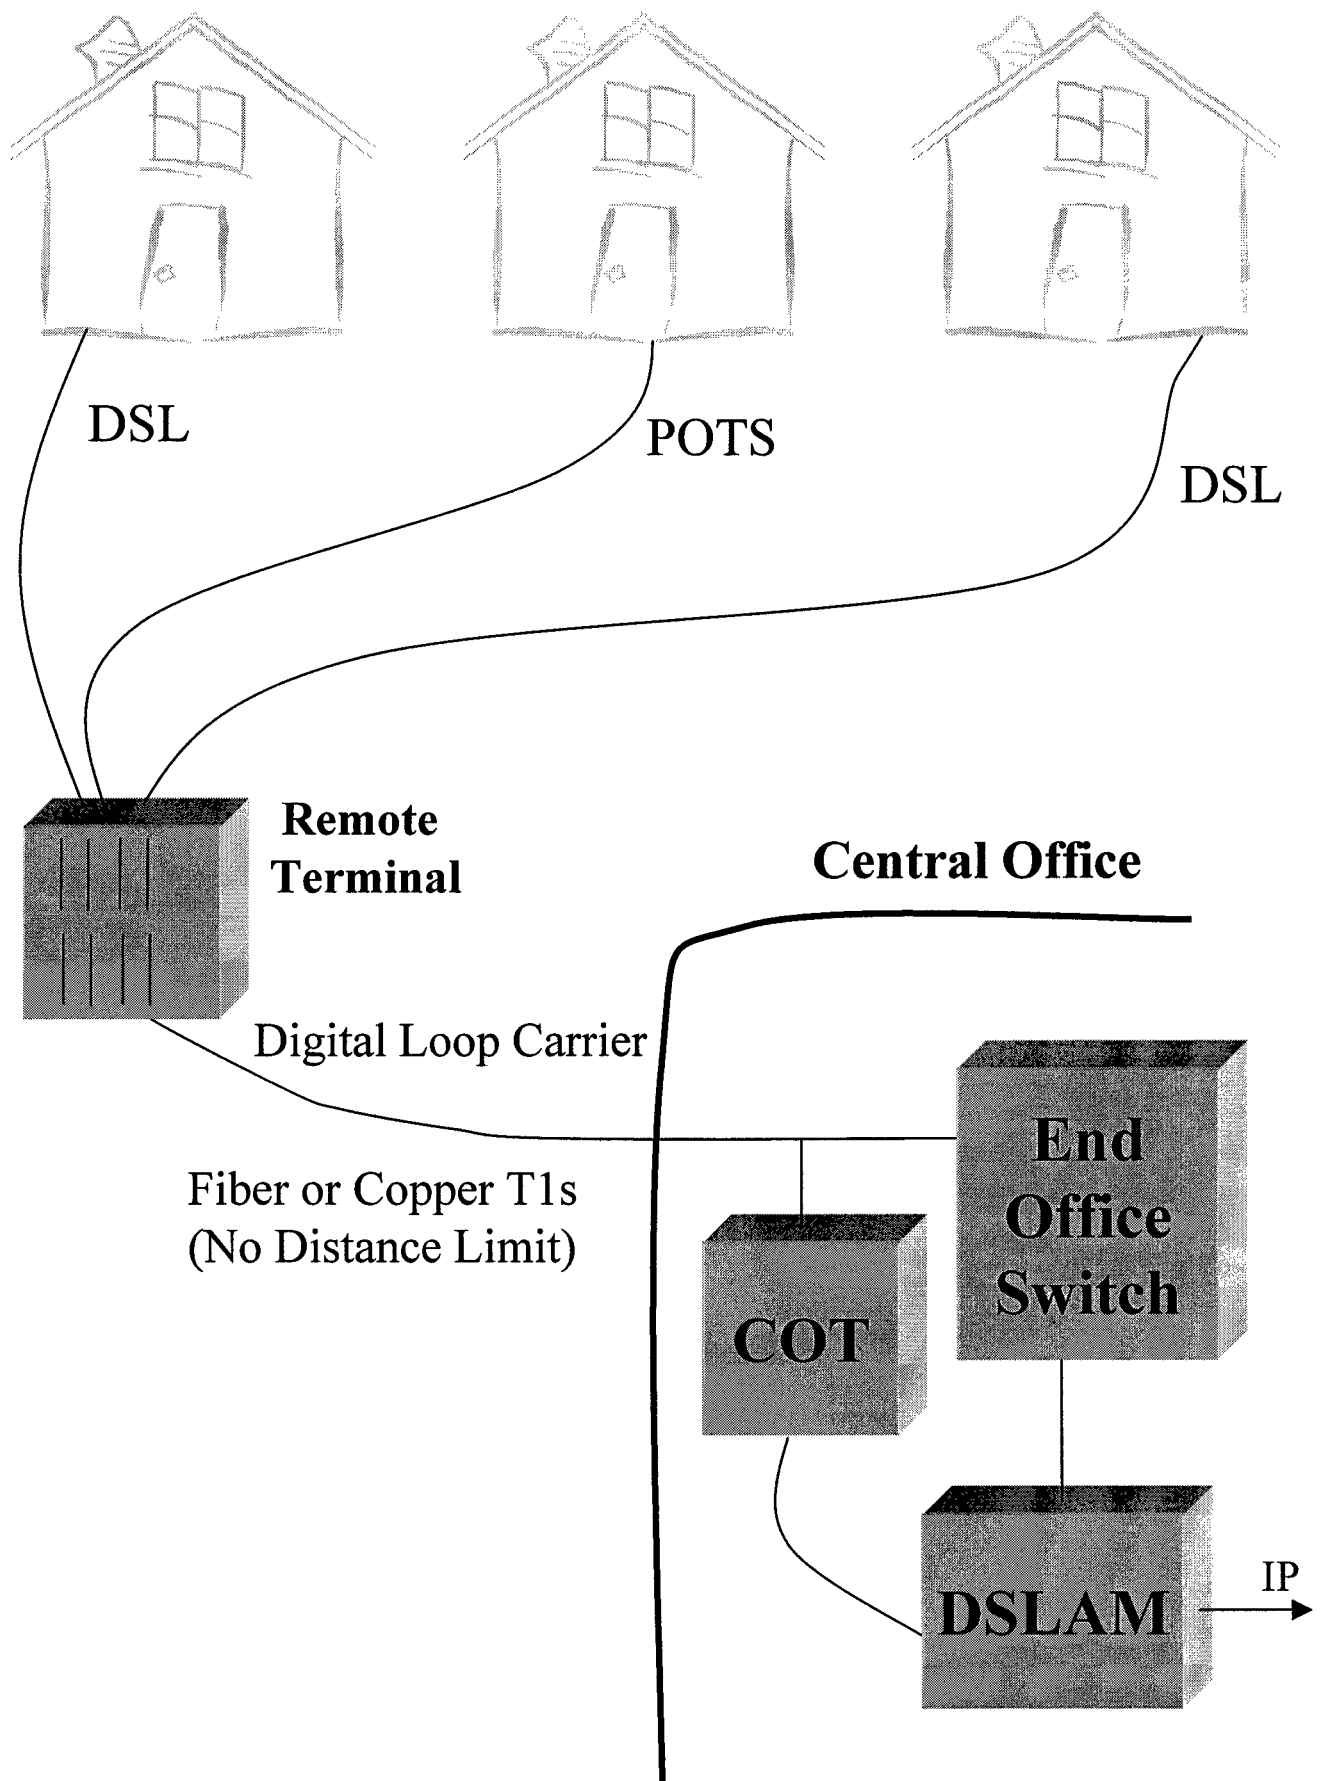 DSL
POTS
DSL
Remote
Terminal
Central Office
Digital Loop Carrier
Fiber or Copper T1s
(No Distance Limit)
End
Office
Switch
COT
DSLAM
IP